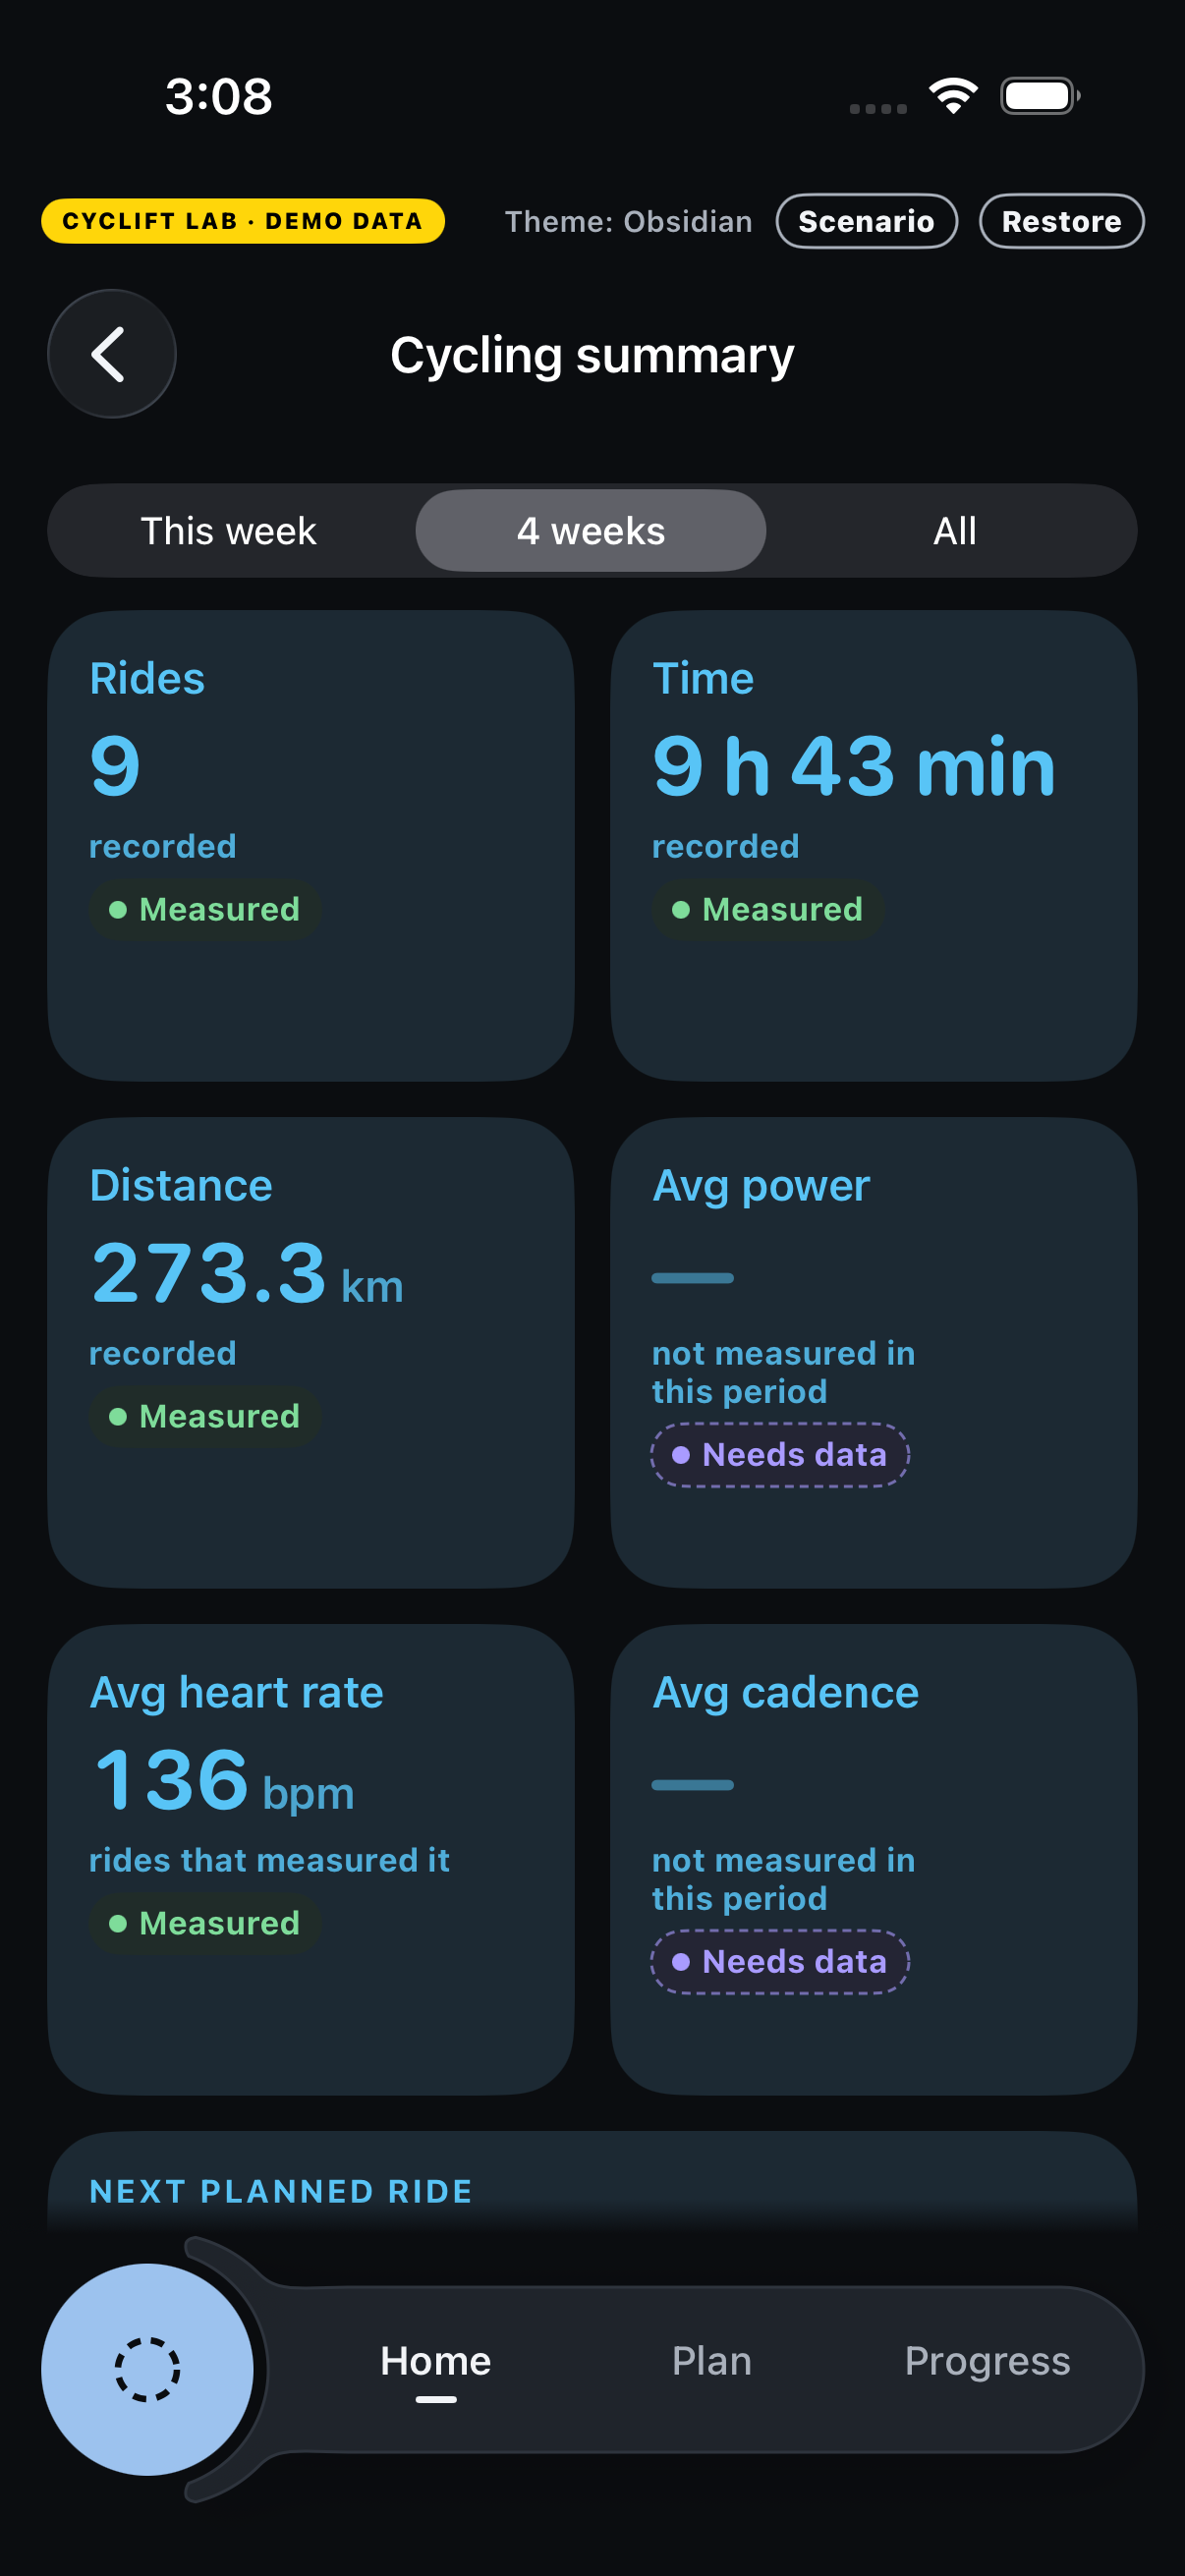 3:08
CYCLIFT LAB · DEMO DATA
Theme: Obsidian
Scenario
Restore
Cycling summary
This week
4 weeks
All
Rides
9
recorded
Measured
Time
9 h 43 min
recorded
Measured
Distance
273.3 km
recorded
Measured
Avg power
—
not measured in
this period
Needs data
Avg heart rate
136 bpm
rides that measured it
Measured
Avg cadence
—
not measured in
this period
Needs data
NEXT PLANNED RIDE
Home
Plan
Progress